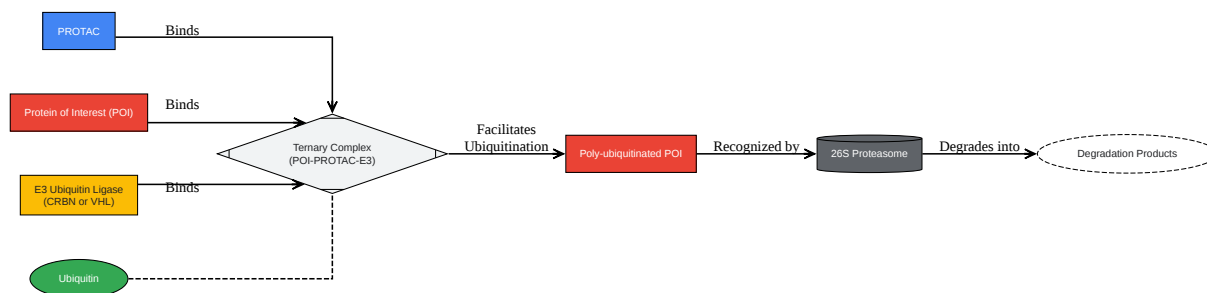 PROTAC
Binds
Protein of Interest (POI)
Binds
E3 Ubiquitin Ligase
(CRBN or VHL)
Binds
Ubiquitin
Ternary Complex
(POI-PROTAC-E3)
Facilitates
Ubiquitination
Poly-ubiquitinated POI
Recognized by
26S Proteasome
Degrades into
Degradation Products